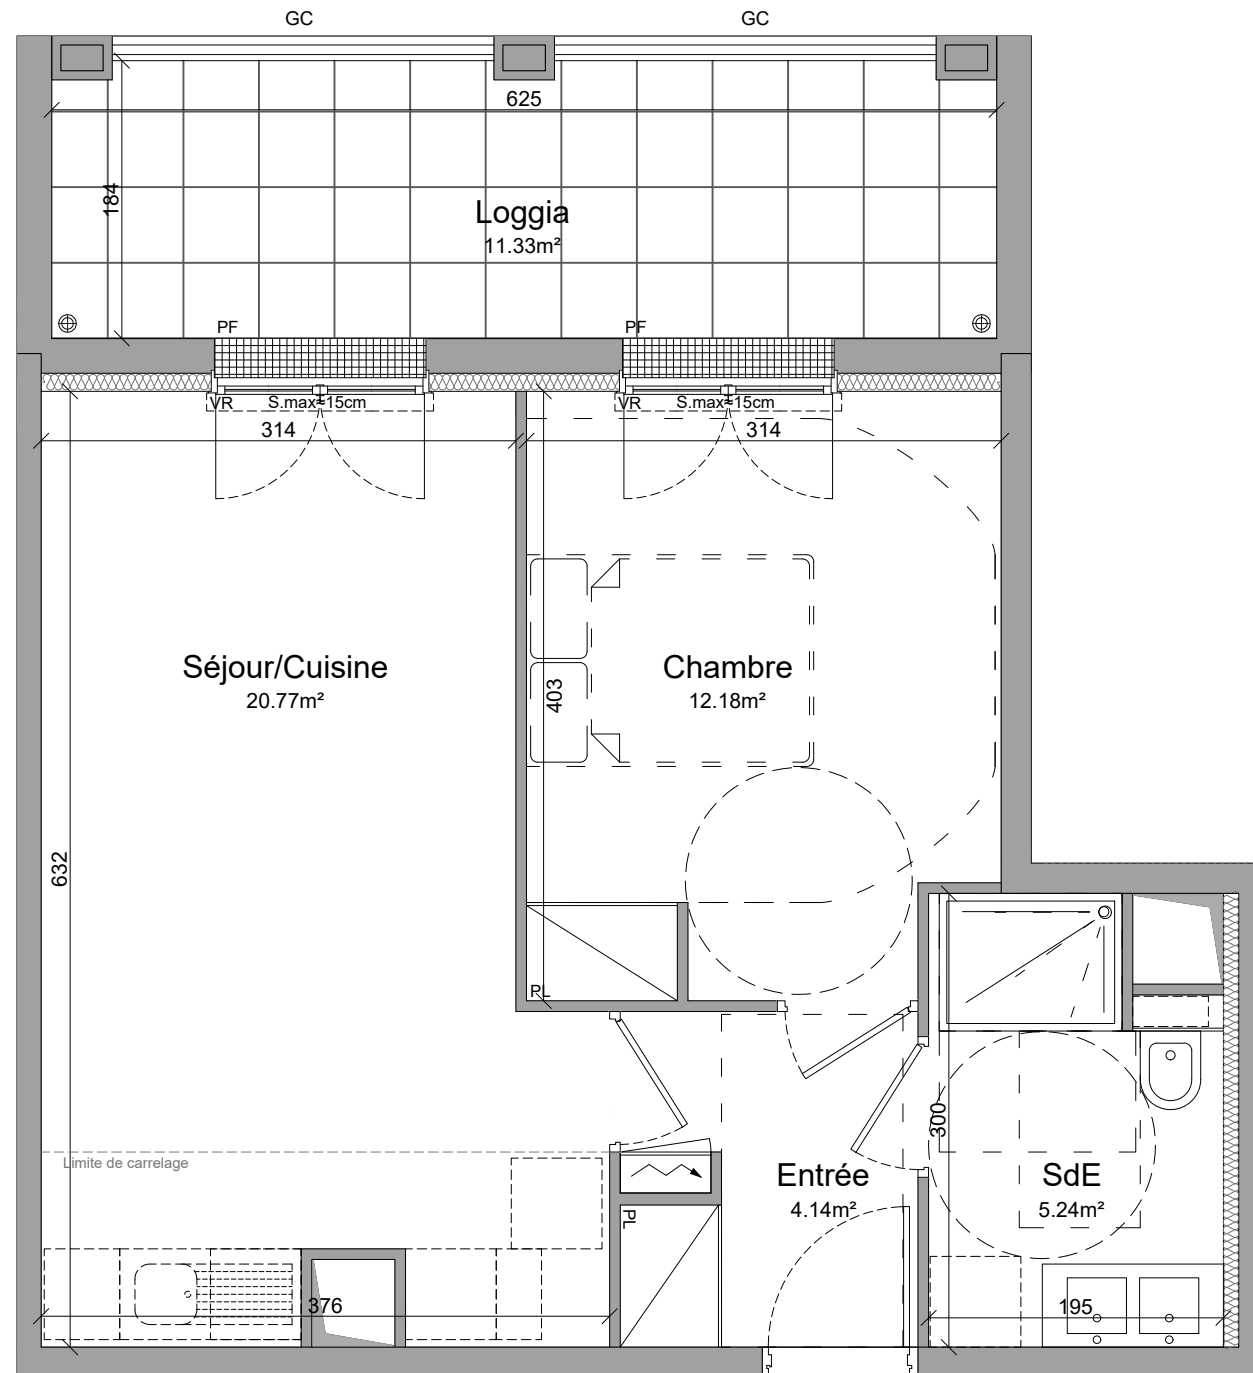 GC
GC
625
184
Loggia
11.33m²
PF
PF
VR
S.max=15cm
VR
S.max=15cm
314
314
Séjour/Cuisine
20.77m²
Chambre
12.18m²
403
632
PL
300
Limite de carrelage
Entrée
4.14m²
SdE
5.24m²
PL
376
195